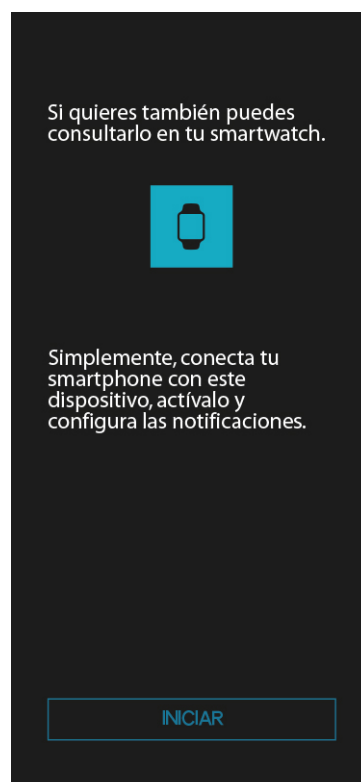 Si quieres también puedes
consultarlo en tu smartwatch.
Simplemente, conecta tu
smartphone con este
dispositivo, actívalo y
configura las notificaciones.
INICIAR